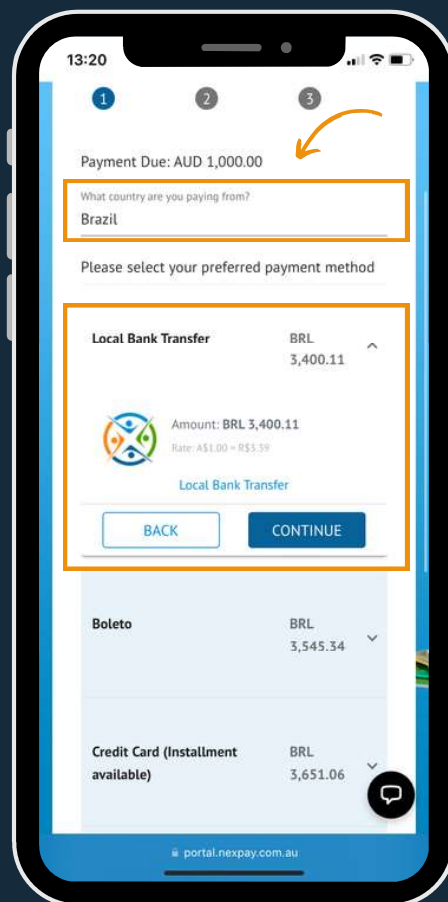 13:20
1 2 3
Payment Due: AUD 1,000.00
What country are you paying from?
Brazil
Please select your preferred payment method
Local Bank Transfer BRL
3,400.11
Amount: BRL 3,400.11
Rate: A$1.00 = R$3.39
Local Bank Transfer
BACK CONTINUE
Boleto BRL
3,545.34
Credit Card (Installment BRL
available) 3,651.06
portal.nexpay.com.au